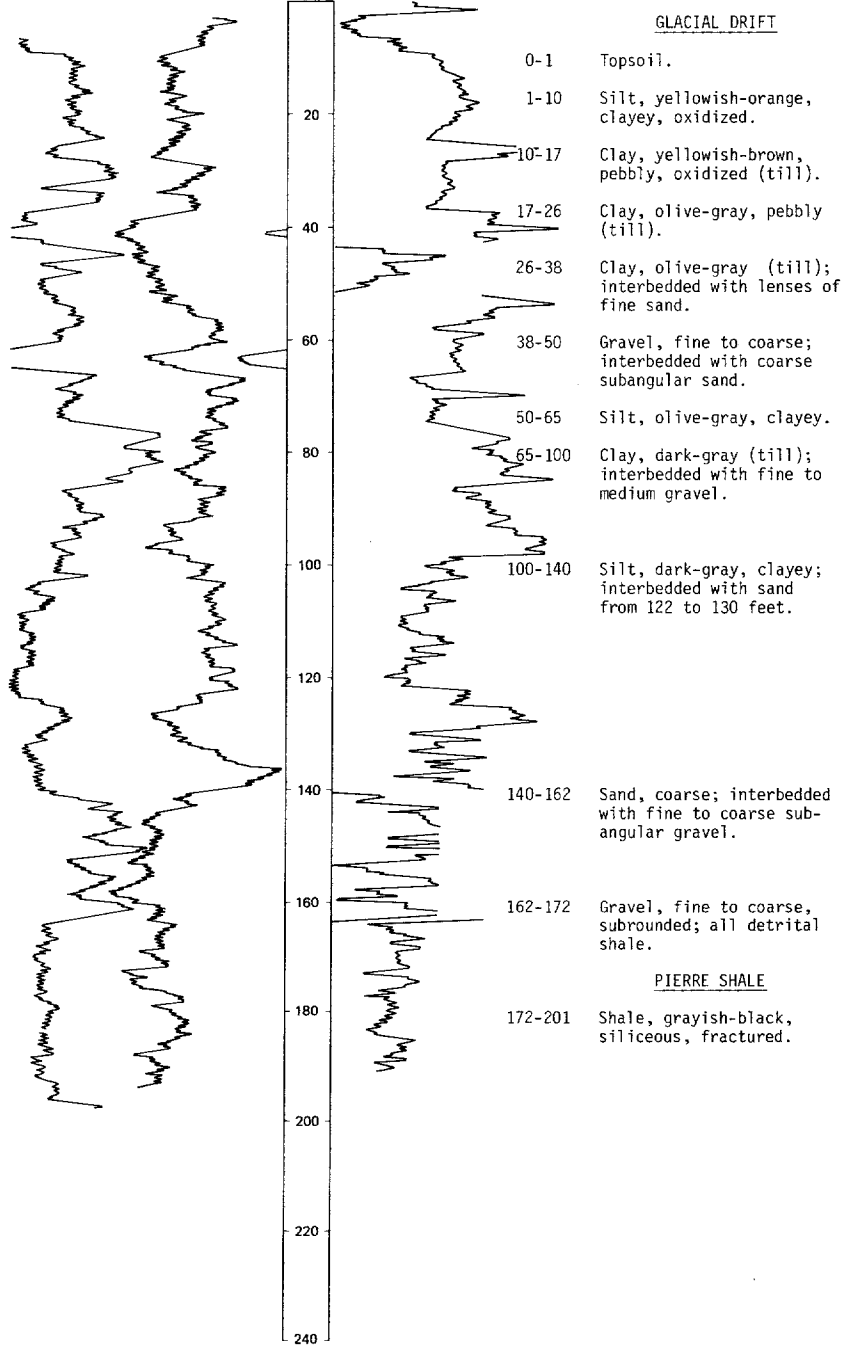 GLACIAL DRIFT
0-1 Topsoil.
1-10 Silt, yellowish-orange,
clayey, oxidized.
10-17 Clay, yellowish-brown,
pebbly, oxidized (till).
17-26 Clay, olive-gray, pebbly
(till).
26-38 Clay, olive-gray (till);
interbedded with lenses of
fine sand.
38-50 Gravel, fine to coarse;
interbedded with coarse
subangular sand.
50-65 Silt, olive-gray, clayey.
65-100 Clay, dark-gray (till);
interbedded with fine to
medium gravel.
100-140 Silt, dark-gray, clayey;
interbedded with sand
from 122 to 130 feet.
140-162 Sand, coarse; interbedded
with fine to coarse sub-
angular gravel.
162-172 Gravel, fine to coarse,
subrounded; all detrital
shale.
PIERRE SHALE
172-201 Shale, grayish-black,
siliceous, fractured.
20
40
60
80
100
120
140
160
180
200
220
240